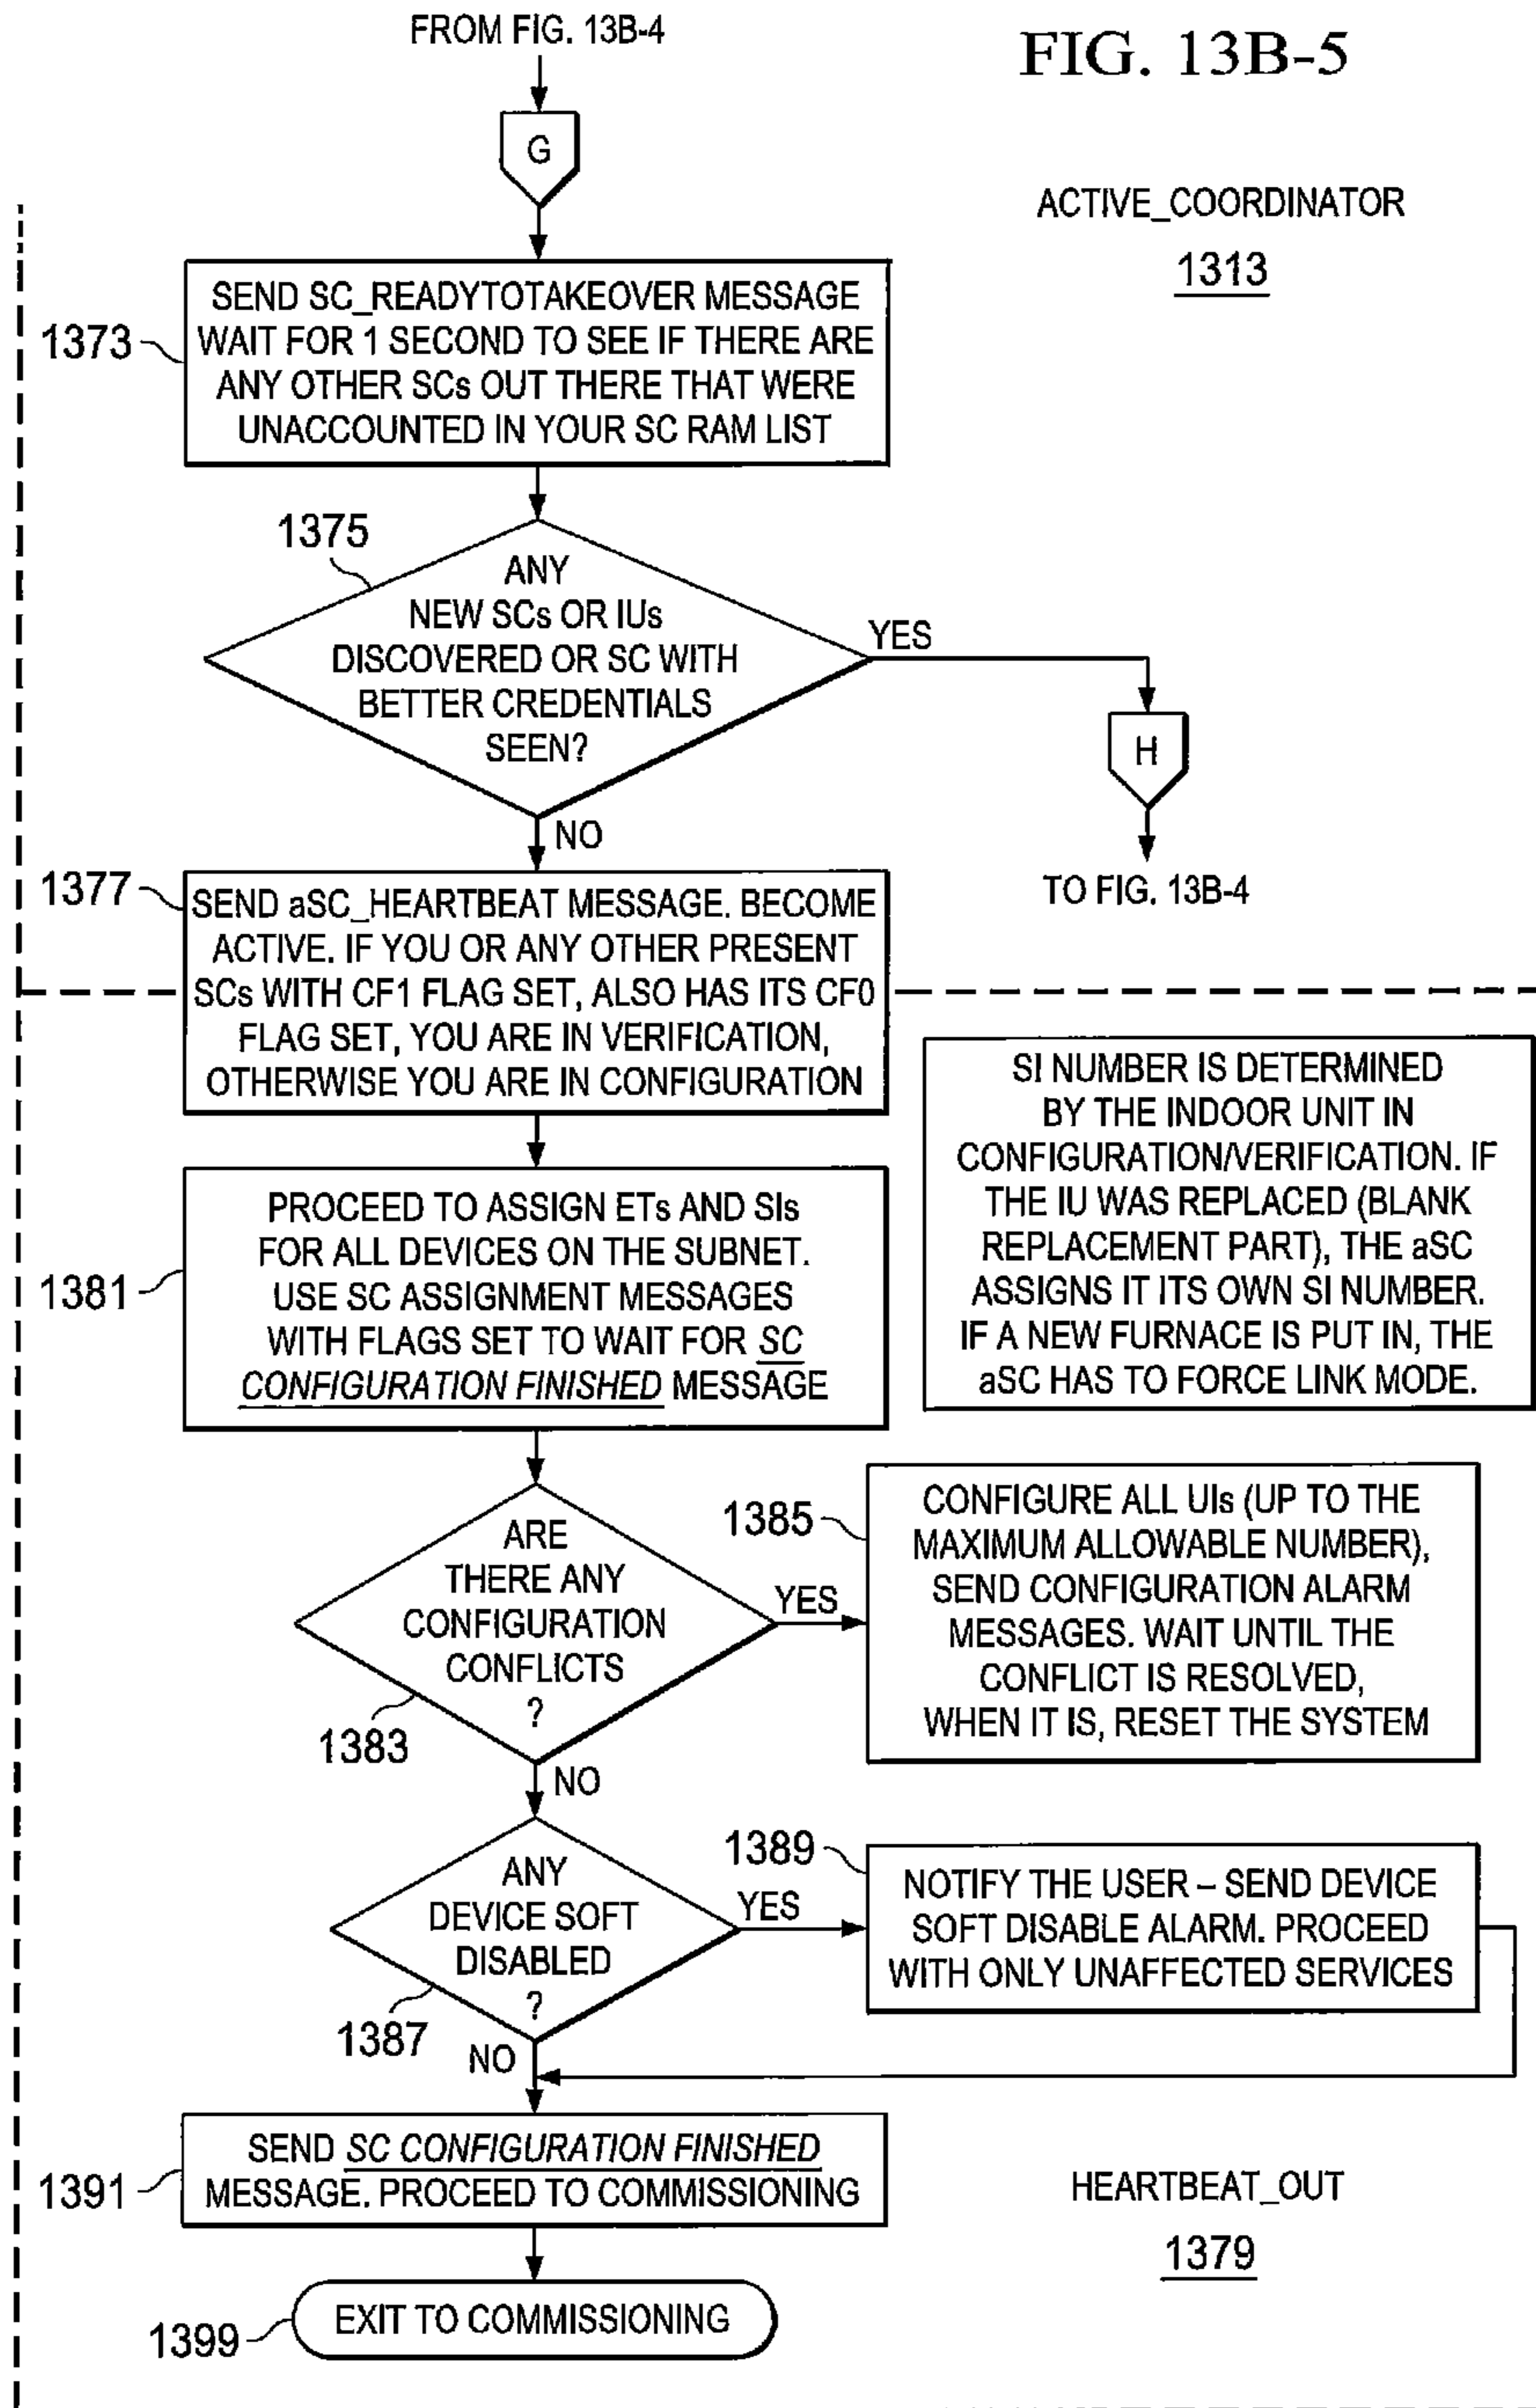 FROM FIG. 13B-4
FIG. 13B-5
G
ACTIVE_COORDINATOR
1313
1373
SEND SC_READYTOTAKEOVER MESSAGE
WAIT FOR 1 SECOND TO SEE IF THERE ARE
ANY OTHER SCs OUT THERE THAT WERE
UNACCOUNTED IN YOUR SC RAM LIST
1375
ANY
NEW SCs OR IUs
DISCOVERED OR SC WITH
BETTER CREDENTIALS
SEEN?
YES
H
TO FIG. 13B-4
NO
1377
SEND aSC_HEARTBEAT MESSAGE. BECOME
ACTIVE. IF YOU OR ANY OTHER PRESENT
SCs WITH CF1 FLAG SET, ALSO HAS ITS CF0
FLAG SET, YOU ARE IN VERIFICATION,
OTHERWISE YOU ARE IN CONFIGURATION
SI NUMBER IS DETERMINED
BY THE INDOOR UNIT IN
CONFIGURATION/VERIFICATION. IF
THE IU WAS REPLACED (BLANK
REPLACEMENT PART), THE aSC
ASSIGNS IT ITS OWN SI NUMBER.
IF A NEW FURNACE IS PUT IN, THE
aSC HAS TO FORCE LINK MODE.
1381
PROCEED TO ASSIGN ETs AND SIs
FOR ALL DEVICES ON THE SUBNET.
USE SC ASSIGNMENT MESSAGES
WITH FLAGS SET TO WAIT FOR SC
CONFIGURATION FINISHED MESSAGE
1383
ARE
THERE ANY
CONFIGURATION
CONFLICTS
?
YES
1385
CONFIGURE ALL UIs (UP TO THE
MAXIMUM ALLOWABLE NUMBER),
SEND CONFIGURATION ALARM
MESSAGES. WAIT UNTIL THE
CONFLICT IS RESOLVED,
WHEN IT IS, RESET THE SYSTEM
NO
1387
ANY
DEVICE SOFT
DISABLED
?
YES
1389
NOTIFY THE USER – SEND DEVICE
SOFT DISABLE ALARM. PROCEED
WITH ONLY UNAFFECTED SERVICES
NO
1391
SEND SC CONFIGURATION FINISHED
MESSAGE. PROCEED TO COMMISSIONING
HEARTBEAT_OUT
1379
1399
EXIT TO COMMISSIONING